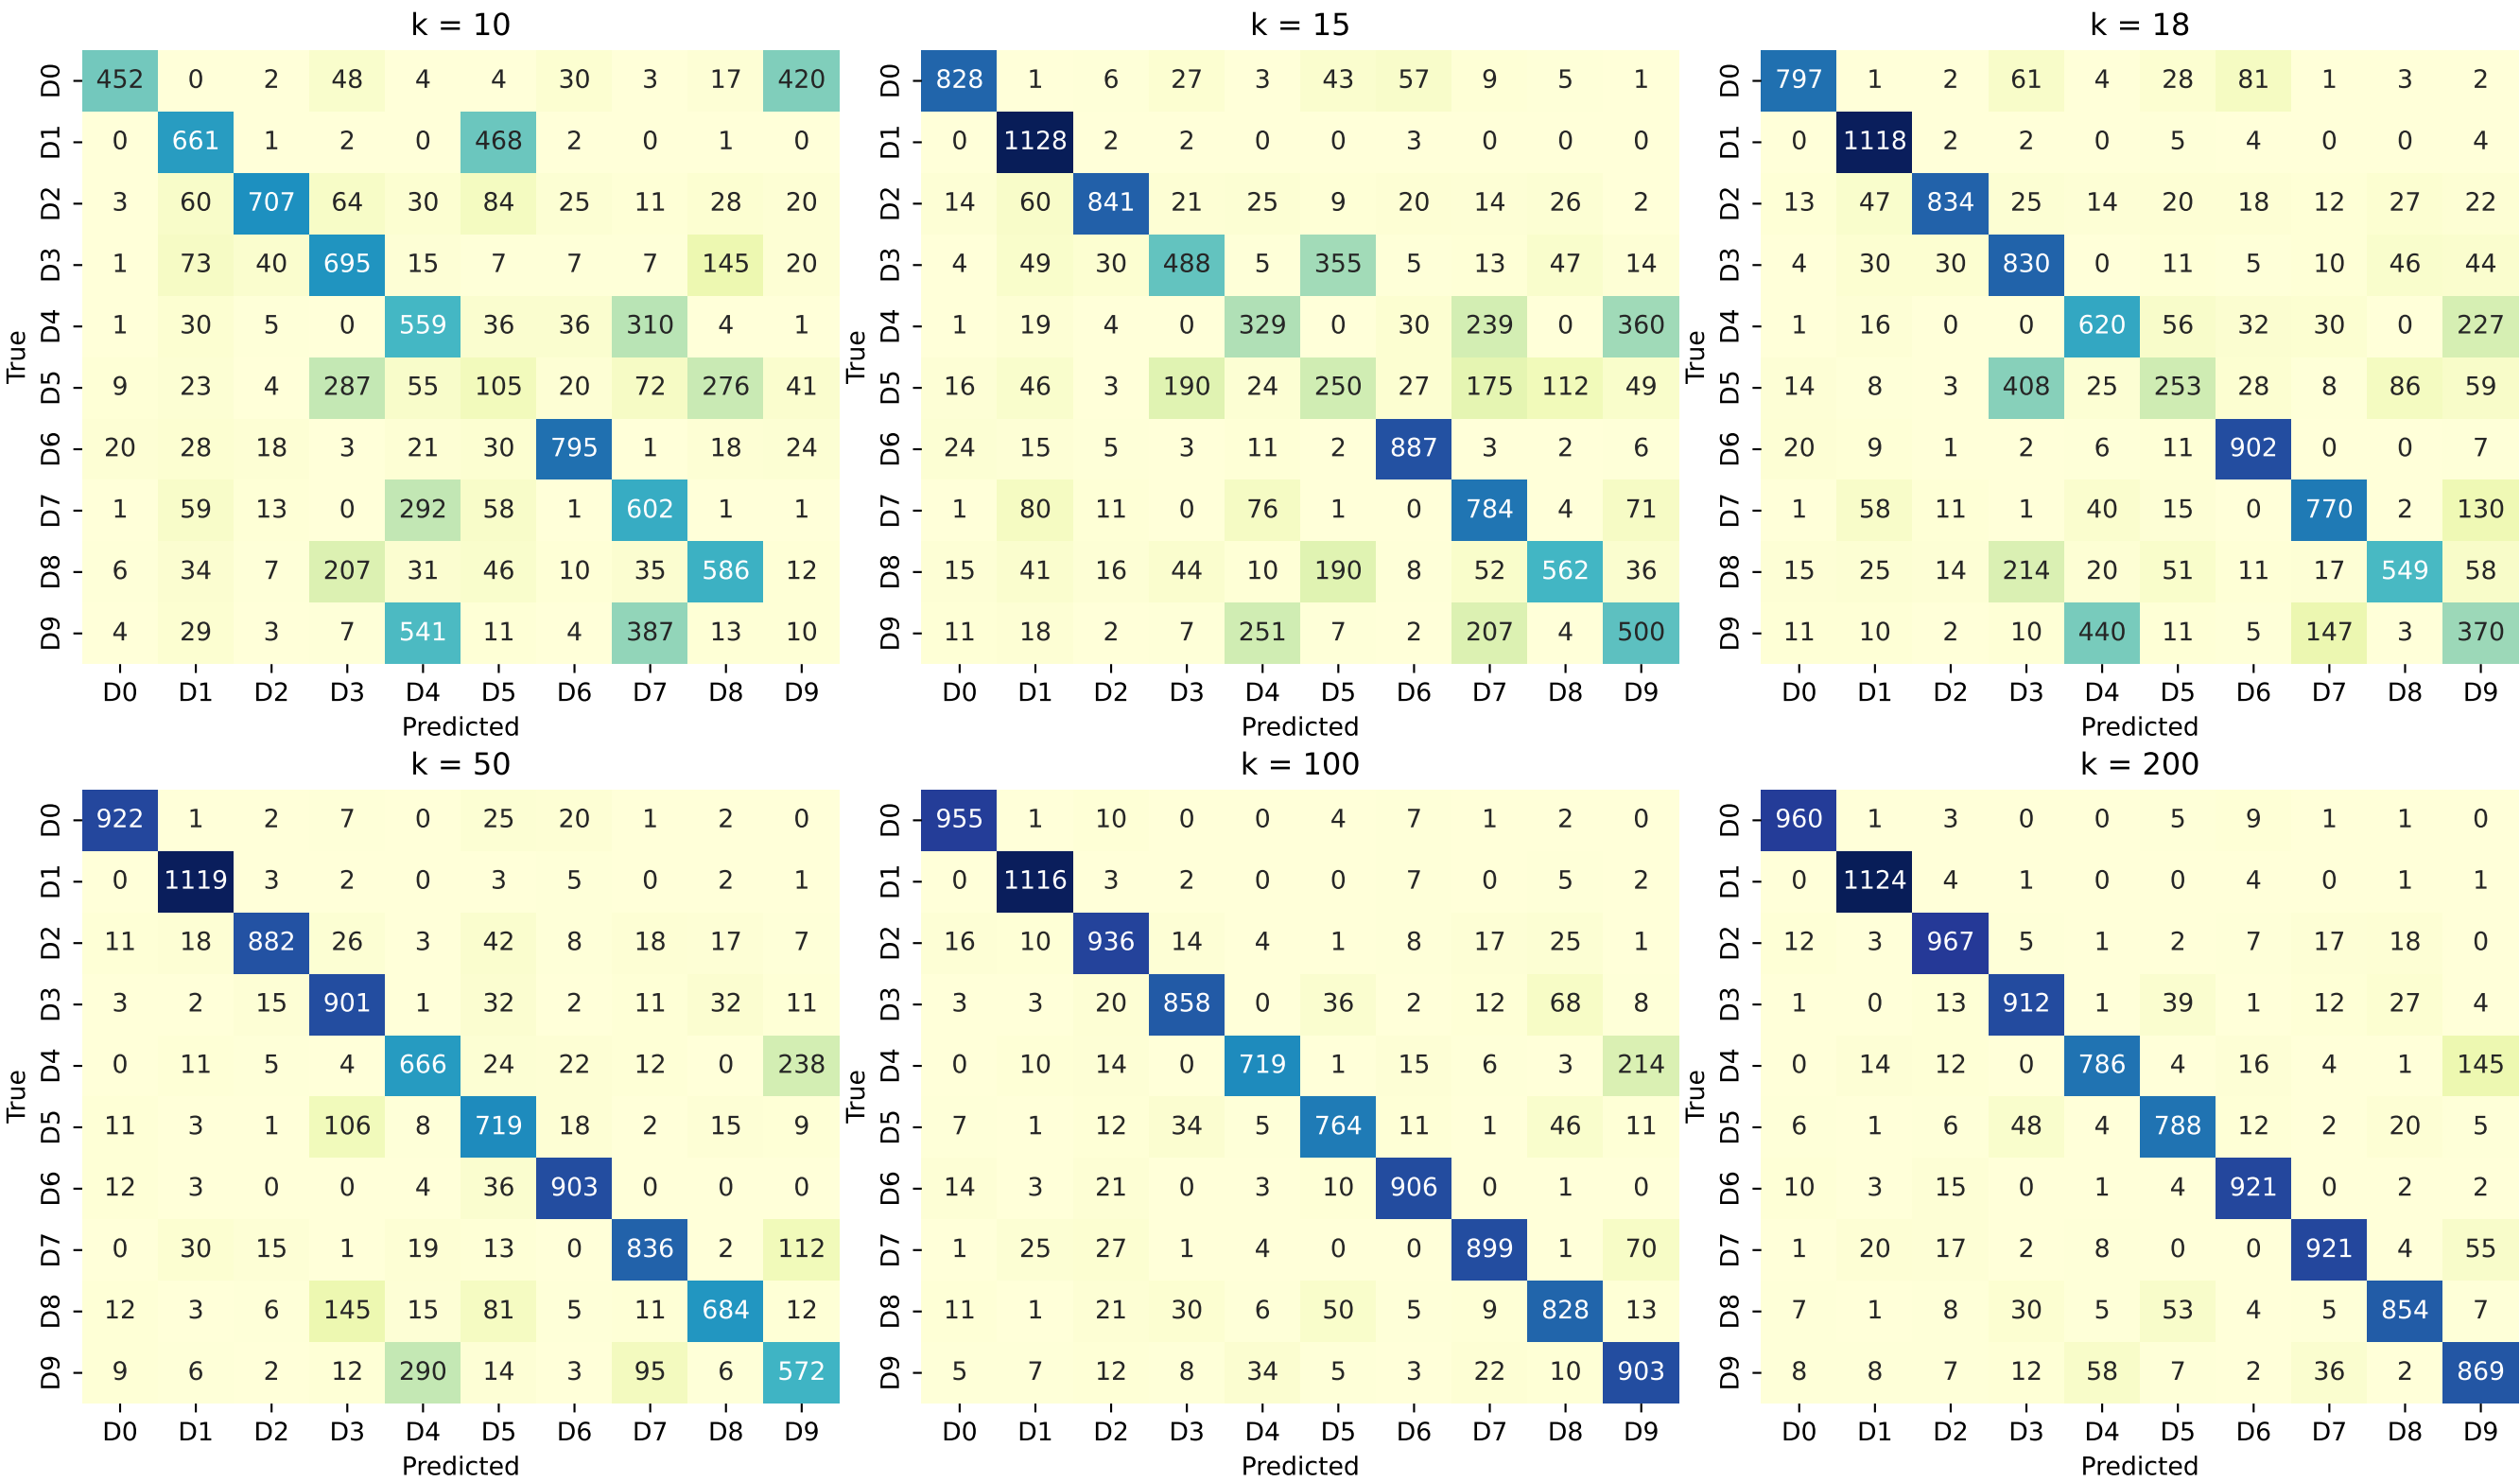 k = 10
D0 452 0 2 48 4 4 30 3 17 420
D1 0 661 1 2 0 468 2 0 1 0
D2 3 60 707 64 30 84 25 11 28 20
D3 1 73 40 695 15 7 7 7 145 20
D4 1 30 5 0 559 36 36 310 4 1
D5 9 23 4 287 55 105 20 72 276 41
D6 20 28 18 3 21 30 795 1 18 24
D7 1 59 13 0 292 58 1 602 1 1
D8 6 34 7 207 31 46 10 35 586 12
D9 4 29 3 7 541 11 4 387 13 10
True
D0 D1 D2 D3 D4 D5 D6 D7 D8 D9
Predicted
k = 15
D0 828 1 6 27 3 43 57 9 5 1
D1 0 1128 2 2 0 0 3 0 0 0
D2 14 60 841 21 25 9 20 14 26 2
D3 4 49 30 488 5 355 5 13 47 14
D4 1 19 4 0 329 0 30 239 0 360
D5 16 46 3 190 24 250 27 175 112 49
D6 24 15 5 3 11 2 887 3 2 6
D7 1 80 11 0 76 1 0 784 4 71
D8 15 41 16 44 10 190 8 52 562 36
D9 11 18 2 7 251 7 2 207 4 500
True
D0 D1 D2 D3 D4 D5 D6 D7 D8 D9
Predicted
k = 18
D0 797 1 2 61 4 28 81 1 3 2
D1 0 1118 2 2 0 5 4 0 0 4
D2 13 47 834 25 14 20 18 12 27 22
D3 4 30 30 830 0 11 5 10 46 44
D4 1 16 0 0 620 56 32 30 0 227
D5 14 8 3 408 25 253 28 8 86 59
D6 20 9 1 2 6 11 902 0 0 7
D7 1 58 11 1 40 15 0 770 2 130
D8 15 25 14 214 20 51 11 17 549 58
D9 11 10 2 10 440 11 5 147 3 370
True
D0 D1 D2 D3 D4 D5 D6 D7 D8 D9
Predicted
k = 50
D0 922 1 2 7 0 25 20 1 2 0
D1 0 1119 3 2 0 3 5 0 2 1
D2 11 18 882 26 3 42 8 18 17 7
D3 3 2 15 901 1 32 2 11 32 11
D4 0 11 5 4 666 24 22 12 0 238
D5 11 3 1 106 8 719 18 2 15 9
D6 12 3 0 0 4 36 903 0 0 0
D7 0 30 15 1 19 13 0 836 2 112
D8 12 3 6 145 15 81 5 11 684 12
D9 9 6 2 12 290 14 3 95 6 572
True
D0 D1 D2 D3 D4 D5 D6 D7 D8 D9
Predicted
k = 100
D0 955 1 10 0 0 4 7 1 2 0
D1 0 1116 3 2 0 0 7 0 5 2
D2 16 10 936 14 4 1 8 17 25 1
D3 3 3 20 858 0 36 2 12 68 8
D4 0 10 14 0 719 1 15 6 3 214
D5 7 1 12 34 5 764 11 1 46 11
D6 14 3 21 0 3 10 906 0 1 0
D7 1 25 27 1 4 0 0 899 1 70
D8 11 1 21 30 6 50 5 9 828 13
D9 5 7 12 8 34 5 3 22 10 903
True
D0 D1 D2 D3 D4 D5 D6 D7 D8 D9
Predicted
k = 200
D0 960 1 3 0 0 5 9 1 1 0
D1 0 1124 4 1 0 0 4 0 1 1
D2 12 3 967 5 1 2 7 17 18 0
D3 1 0 13 912 1 39 1 12 27 4
D4 0 14 12 0 786 4 16 4 1 145
D5 6 1 6 48 4 788 12 2 20 5
D6 10 3 15 0 1 4 921 0 2 2
D7 1 20 17 2 8 0 0 921 4 55
D8 7 1 8 30 5 53 4 5 854 7
D9 8 8 7 12 58 7 2 36 2 869
True
D0 D1 D2 D3 D4 D5 D6 D7 D8 D9
Predicted